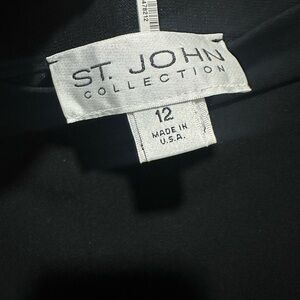 ST. JOHN
COLLECTION
12
MADE IN
U.S.A.